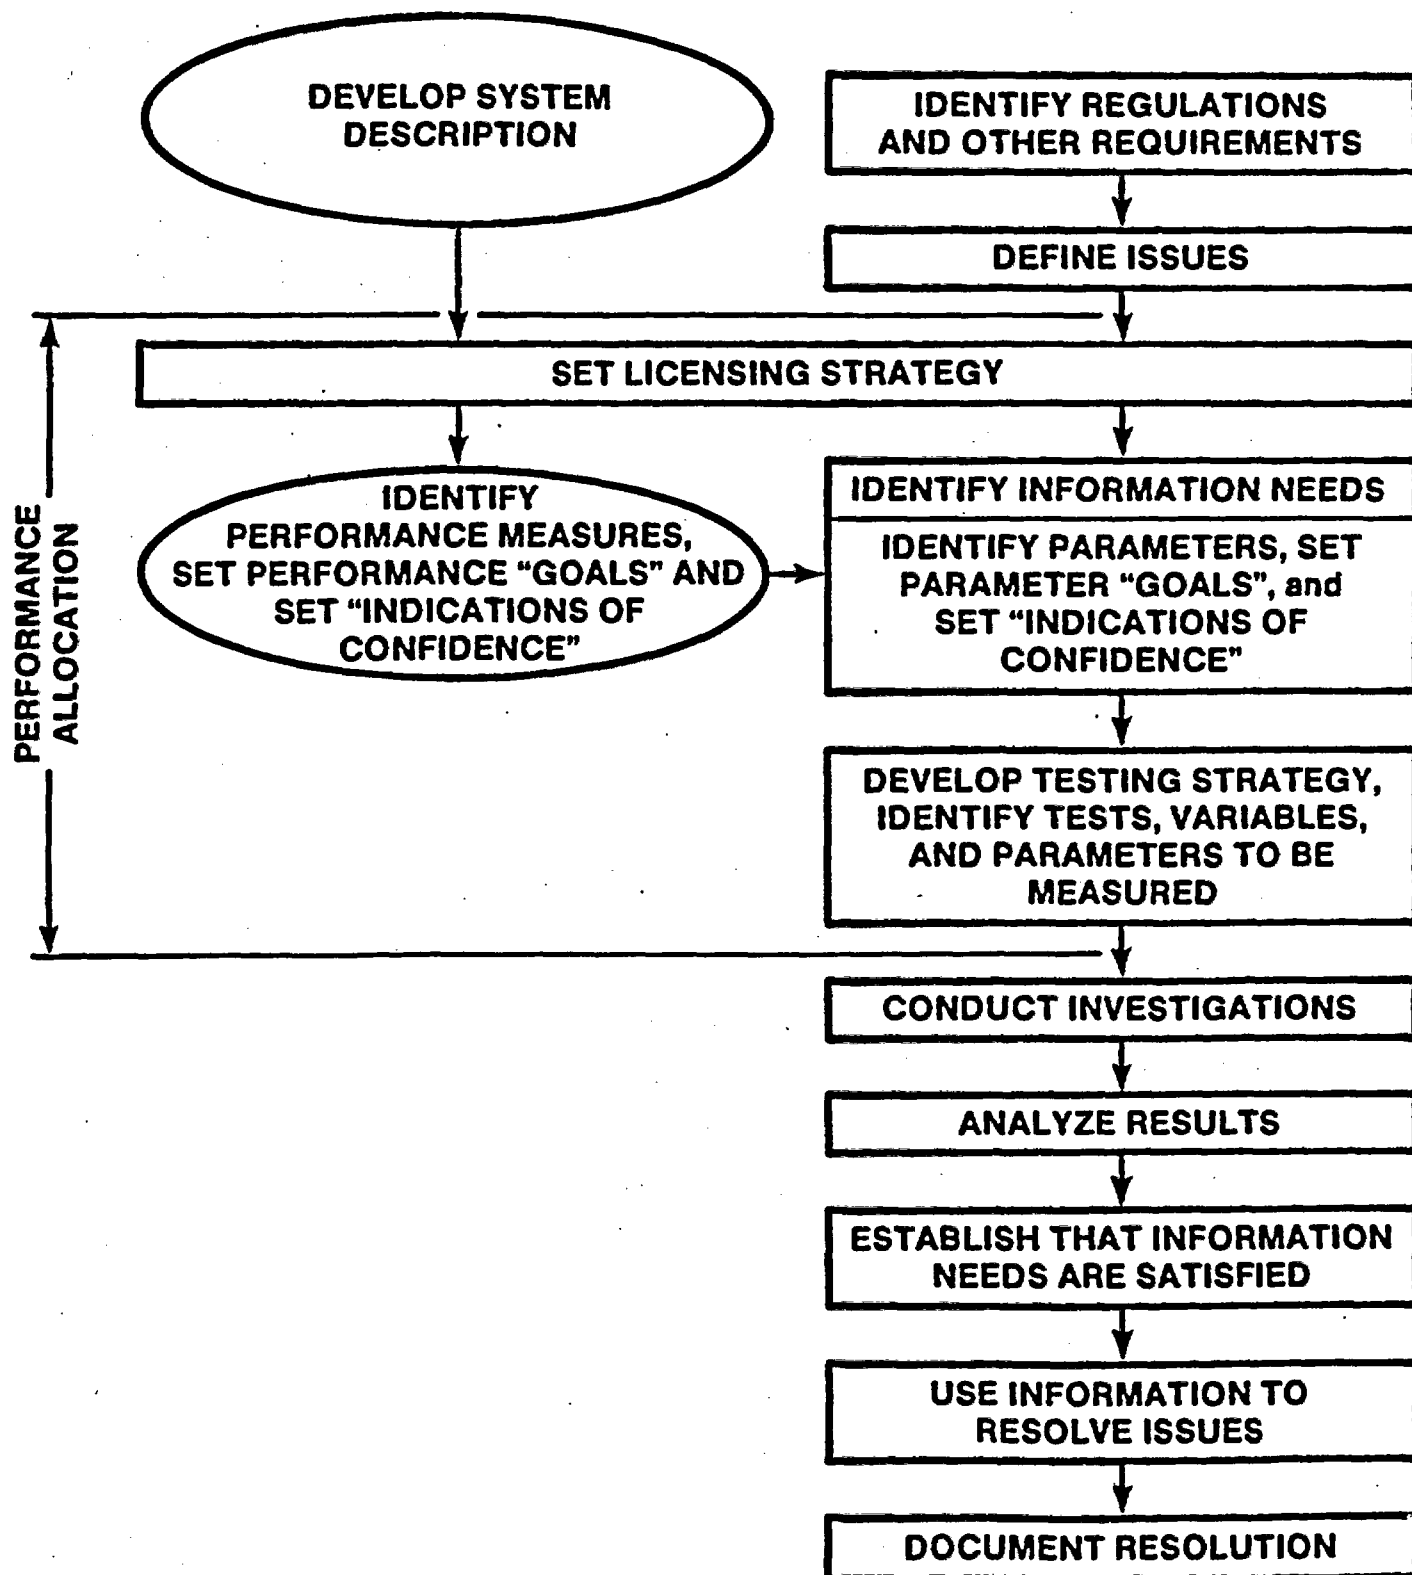 DEVELOP SYSTEM
DESCRIPTION
IDENTIFY REGULATIONS
AND OTHER REQUIREMENTS
DEFINE ISSUES
SET LICENSING STRATEGY
PERFORMANCE
ALLOCATION
IDENTIFY
PERFORMANCE MEASURES,
SET PERFORMANCE “GOALS” AND
SET “INDICATIONS OF
CONFIDENCE”
IDENTIFY INFORMATION NEEDS
IDENTIFY PARAMETERS, SET
PARAMETER “GOALS”, and
SET “INDICATIONS OF
CONFIDENCE”
DEVELOP TESTING STRATEGY,
IDENTIFY TESTS, VARIABLES,
AND PARAMETERS TO BE
MEASURED
CONDUCT INVESTIGATIONS
ANALYZE RESULTS
ESTABLISH THAT INFORMATION
NEEDS ARE SATISFIED
USE INFORMATION TO
RESOLVE ISSUES
DOCUMENT RESOLUTION